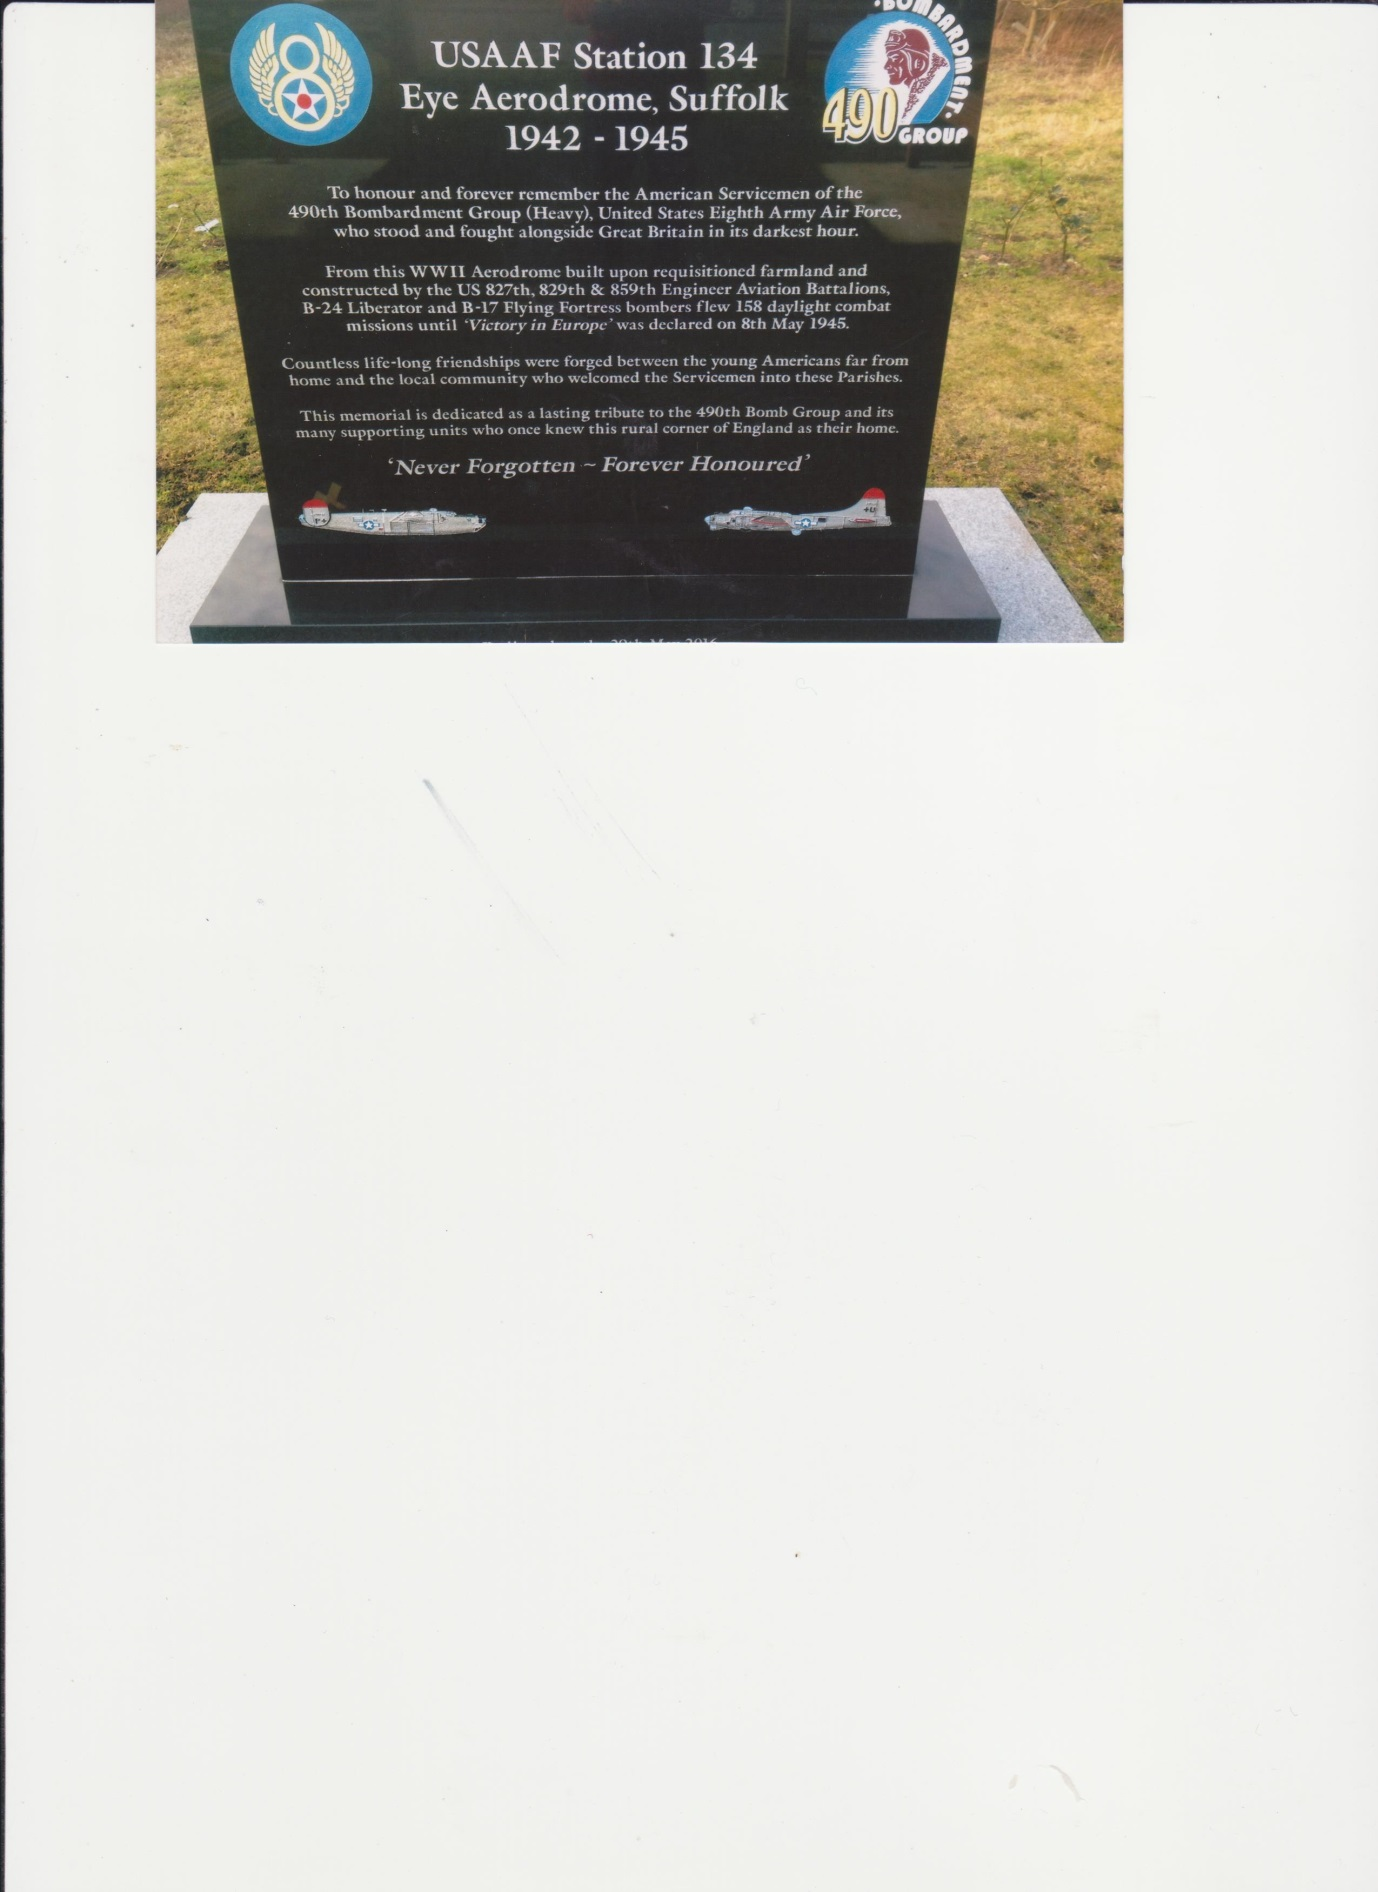 ·BOMBARDMENT·
490
GROUP
USAAF Station 134
Eye Aerodrome, Suffolk
1942 - 1945
To honour and forever remember the American Servicemen of the
490th Bombardment Group (Heavy), United States Eighth Army Air Force,
who stood and fought alongside Great Britain in its darkest hour.
From this WWII Aerodrome built upon requisitioned farmland and
constructed by the US 827th, 829th & 859th Engineer Aviation Battalions,
B-24 Liberator and B-17 Flying Fortress bombers flew 158 daylight combat
missions until ‘Victory in Europe’ was declared on 8th May 1945.
Countless life-long friendships were forged between the young Americans far from
home and the local community who welcomed the Servicemen into these Parishes.
This memorial is dedicated as a lasting tribute to the 490th Bomb Group and its
many supporting units who once knew this rural corner of England as their home.
‘Never Forgotten ~ Forever Honoured’
May 2016